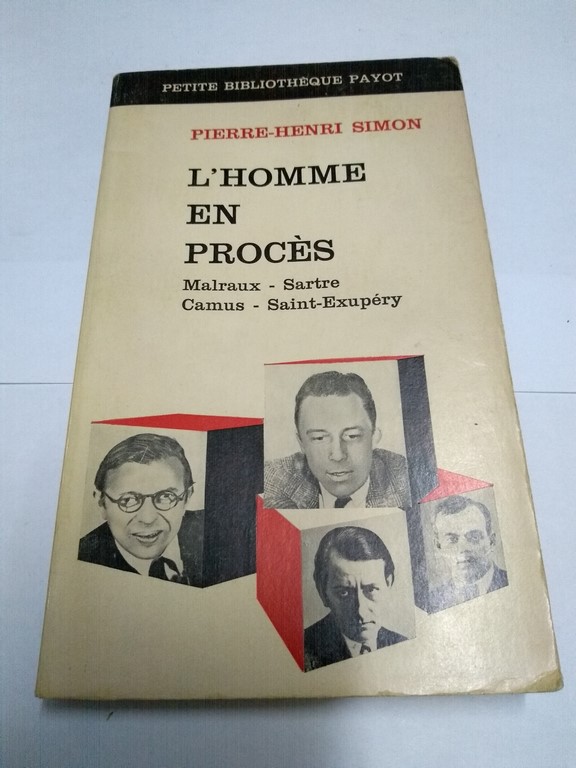 PETITE BIBLIOTHÈQUE PAYOT
PIERRE-HENRI SIMON
L'HOMME
EN
PROCÈS
Malraux - Sartre
Camus - Saint-Exupéry